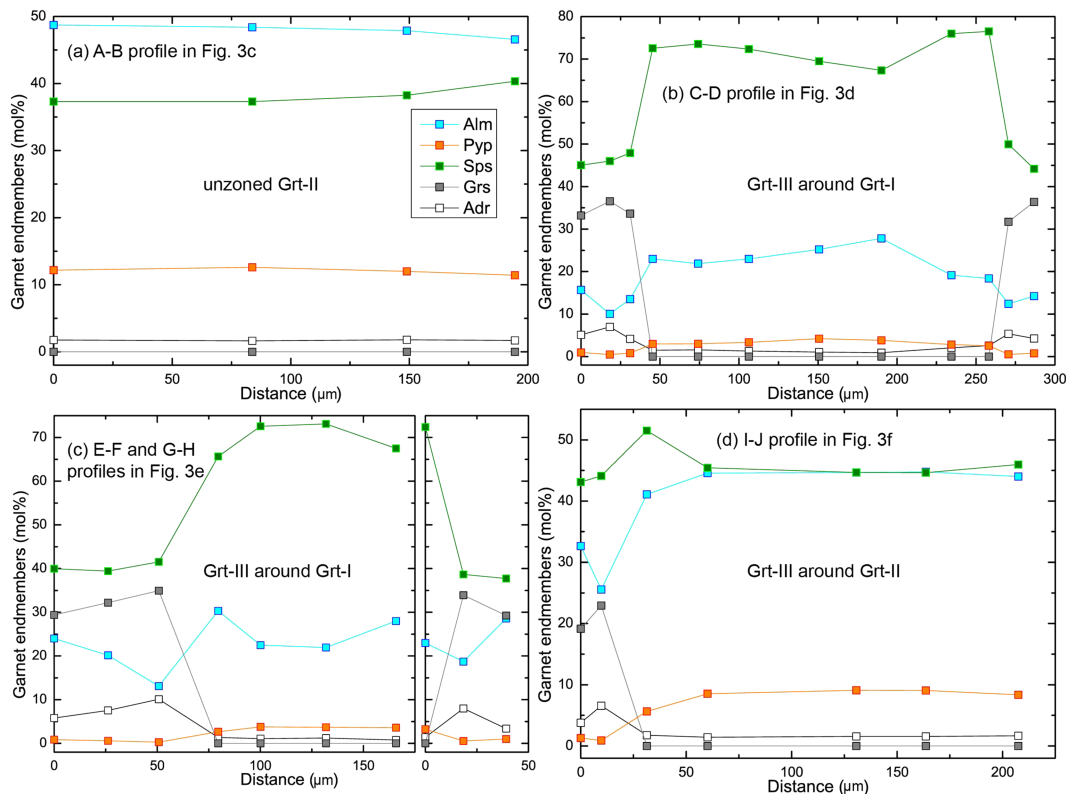 (a) A-B profile in Fig. 3c
50
40
30
20
10
0
Garnet endmembers (mol%)
Alm
Pyp
Sps
Grs
Adr
unzoned Grt-II
0 50 100 150 200
Distance (µm)
(b) C-D profile in Fig. 3d
80
70
60
50
40
30
20
10
0
Garnet endmembers (mol%)
Grt-III around Grt-I
0 50 100 150 200 250 300
Distance (µm)
(c) E-F and G-H
profiles in Fig. 3e
70
60
50
40
30
20
10
0
Garnet endmembers (mol%)
Grt-III around Grt-I
0 50 100 150 0 50
Distance (µm)
(d) I-J profile in Fig. 3f
50
40
30
20
10
0
Garnet endmembers (mol%)
Grt-III around Grt-II
0 50 100 150 200
Distance (µm)